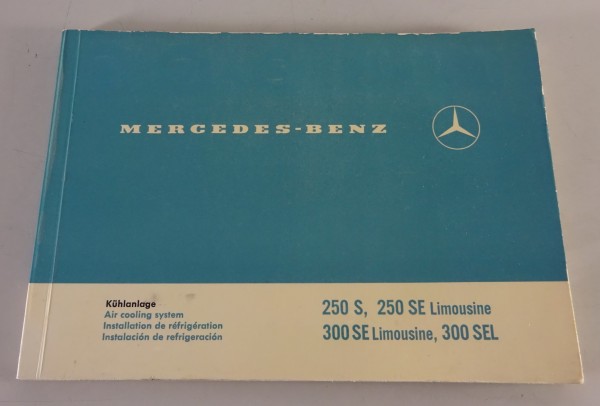 MERCEDES-BENZ
Kühlanlage
Air cooling system
Installation de réfrigération
Instalación de refrigeración
250 S, 250 SE Limousine
300 SE Limousine, 300 SEL